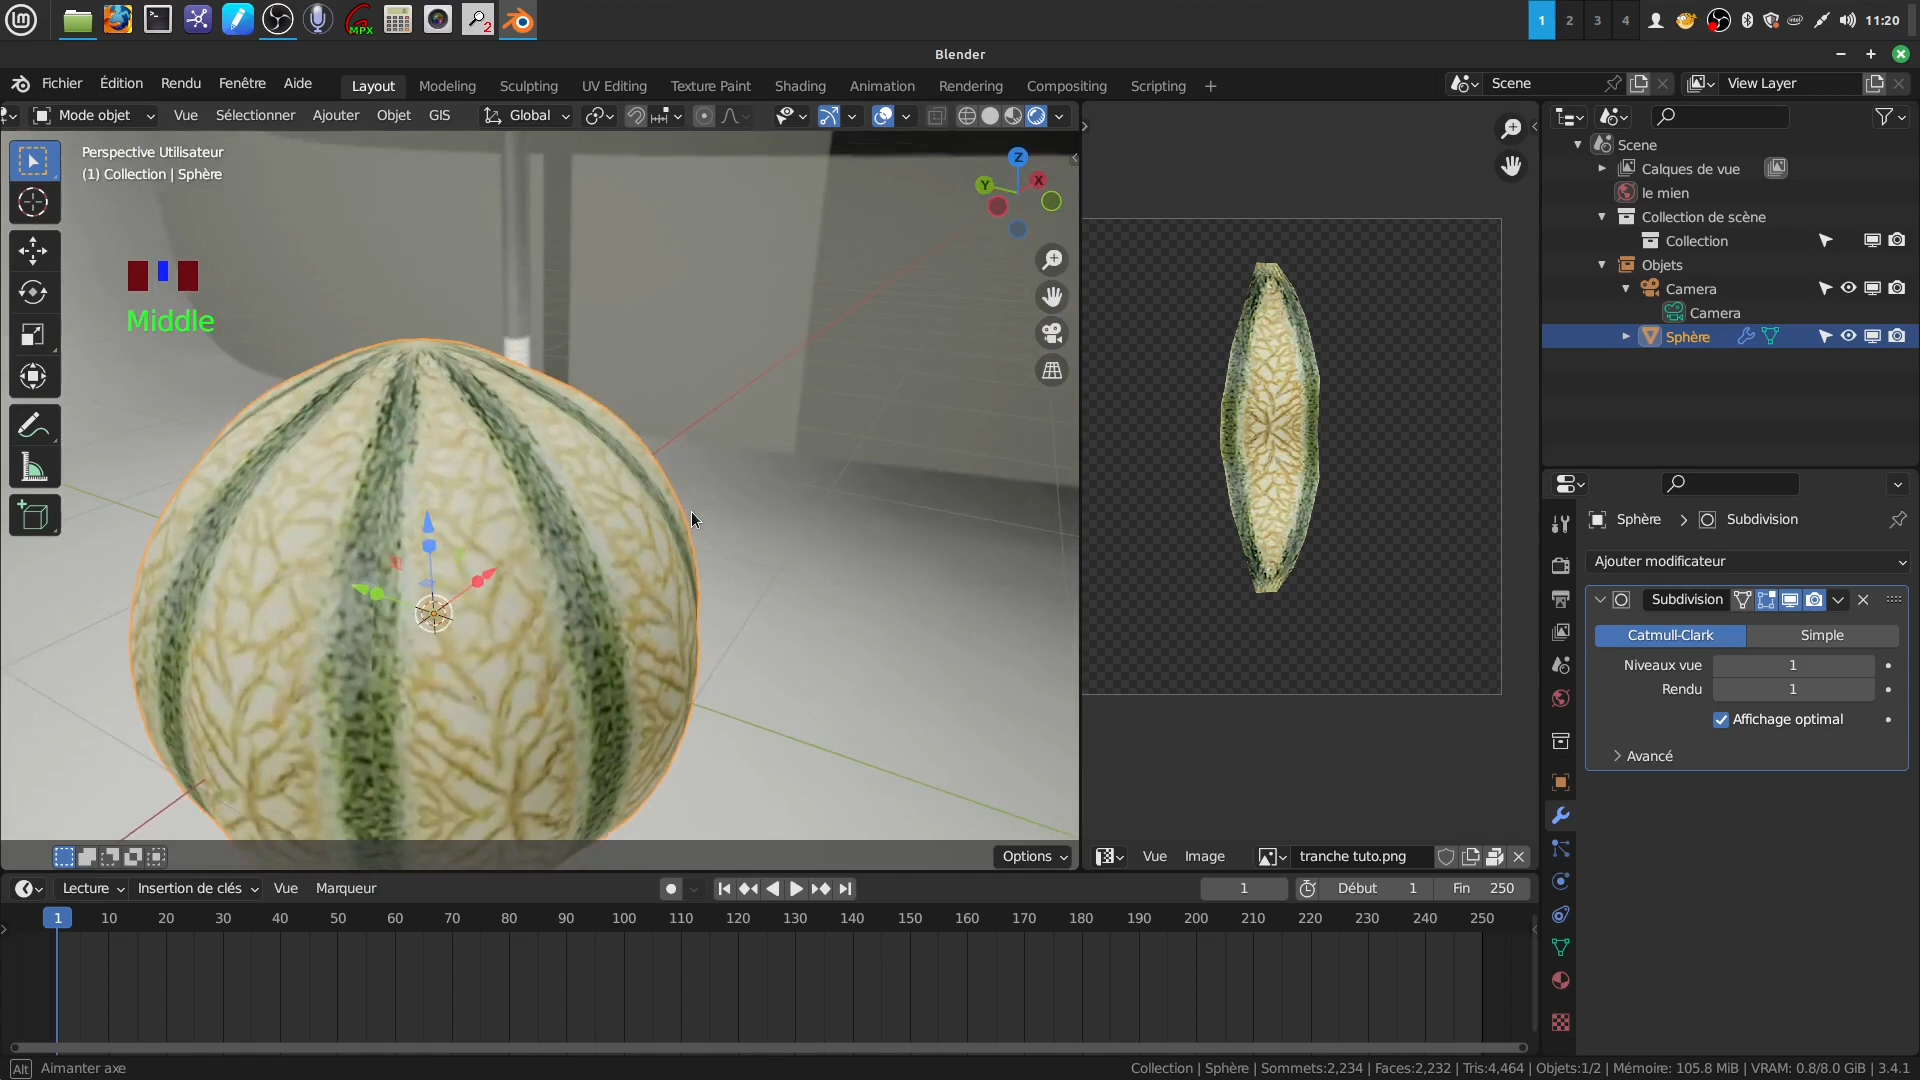 MPX
2
1
2
3
4
11:20
Blender
Fichier
Édition
Rendu
Fenêtre
Aide
Layout
Modeling
Sculpting
UV Editing
Texture Paint
Shading
Animation
Rendering
Compositing
Scripting
+
Scene
View Layer
Mode objet
Vue
Sélectionner
Ajouter
Objet
GIS
Global
Perspective Utilisateur
(1) Collection | Sphère
Z
Y
X
Middle
Options
Vue
Image
tranche tuto.png
Scene
Calques de vue
le mien
Collection de scène
Collection
Objets
Camera
Camera
Sphère
Sphère
Subdivision
Ajouter modificateur
Subdivision
Catmull-Clark
Simple
Niveaux vue
1
Rendu
1
Affichage optimal
Avancé
Lecture
Insertion de clés
Vue
Marqueur
1
Début
1
Fin
250
1
10
20
30
40
50
60
70
80
90
100
110
120
130
140
150
160
170
180
190
200
210
220
230
240
250
Alt
Aimanter axe
Collection | Sphère | Sommets:2,234 | Faces:2,232 | Tris:4,464 | Objets:1/2 | Mémoire: 105.8 MiB | VRAM: 0.8/8.0 GiB | 3.4.1